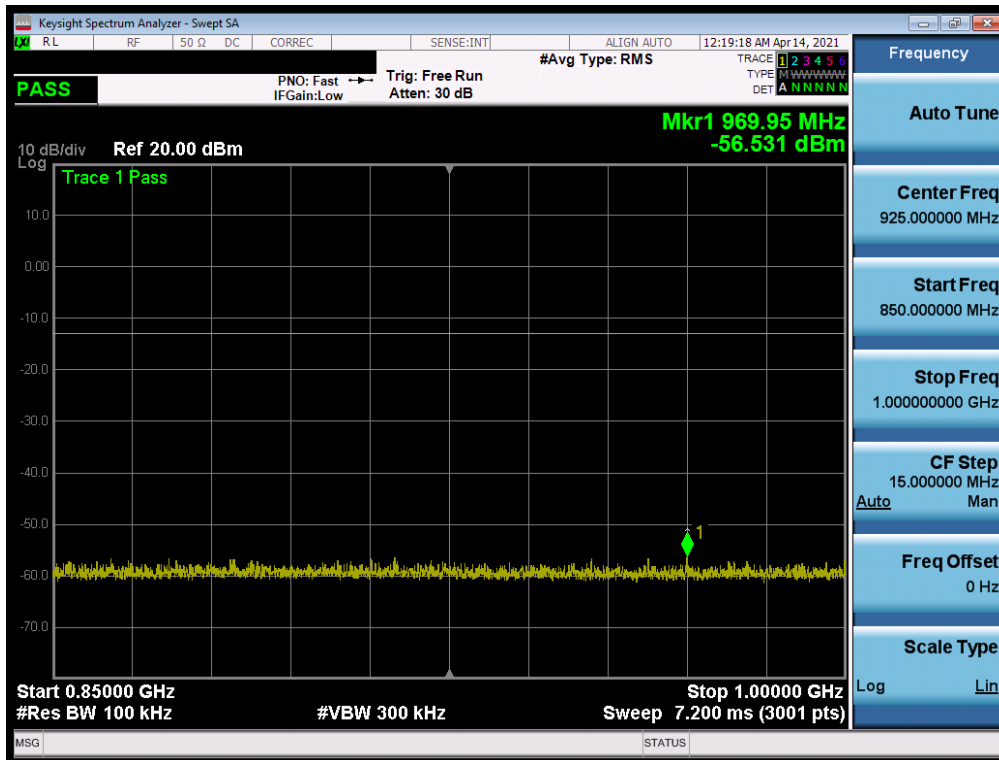 Keysight Spectrum Analyzer - Swept SA
LXI RL RF 50 Ω DC CORREC SENSE:INT ALIGN AUTO 12:19:18 AM Apr 14, 2021
#Avg Type: RMS TRACE 1 2 3 4 5 6
PASS PNO: Fast Trig: Free Run TYPE M WWWWW
IFGain:Low Atten: 30 dB DET A N N N N N
Mkr1 969.95 MHz
10 dB/div Ref 20.00 dBm -56.531 dBm
Log
Trace 1 Pass
10.0
0.00
-10.0
-20.0
-30.0
-40.0
-50.0
1
-60.0
-70.0
Start 0.85000 GHz Stop 1.00000 GHz
#Res BW 100 kHz #VBW 300 kHz Sweep 7.200 ms (3001 pts)
MSG STATUS
Frequency
Auto Tune
Center Freq
925.000000 MHz
Start Freq
850.000000 MHz
Stop Freq
1.000000000 GHz
CF Step
15.000000 MHz
Auto Man
Freq Offset
0 Hz
Scale Type
Log Lin